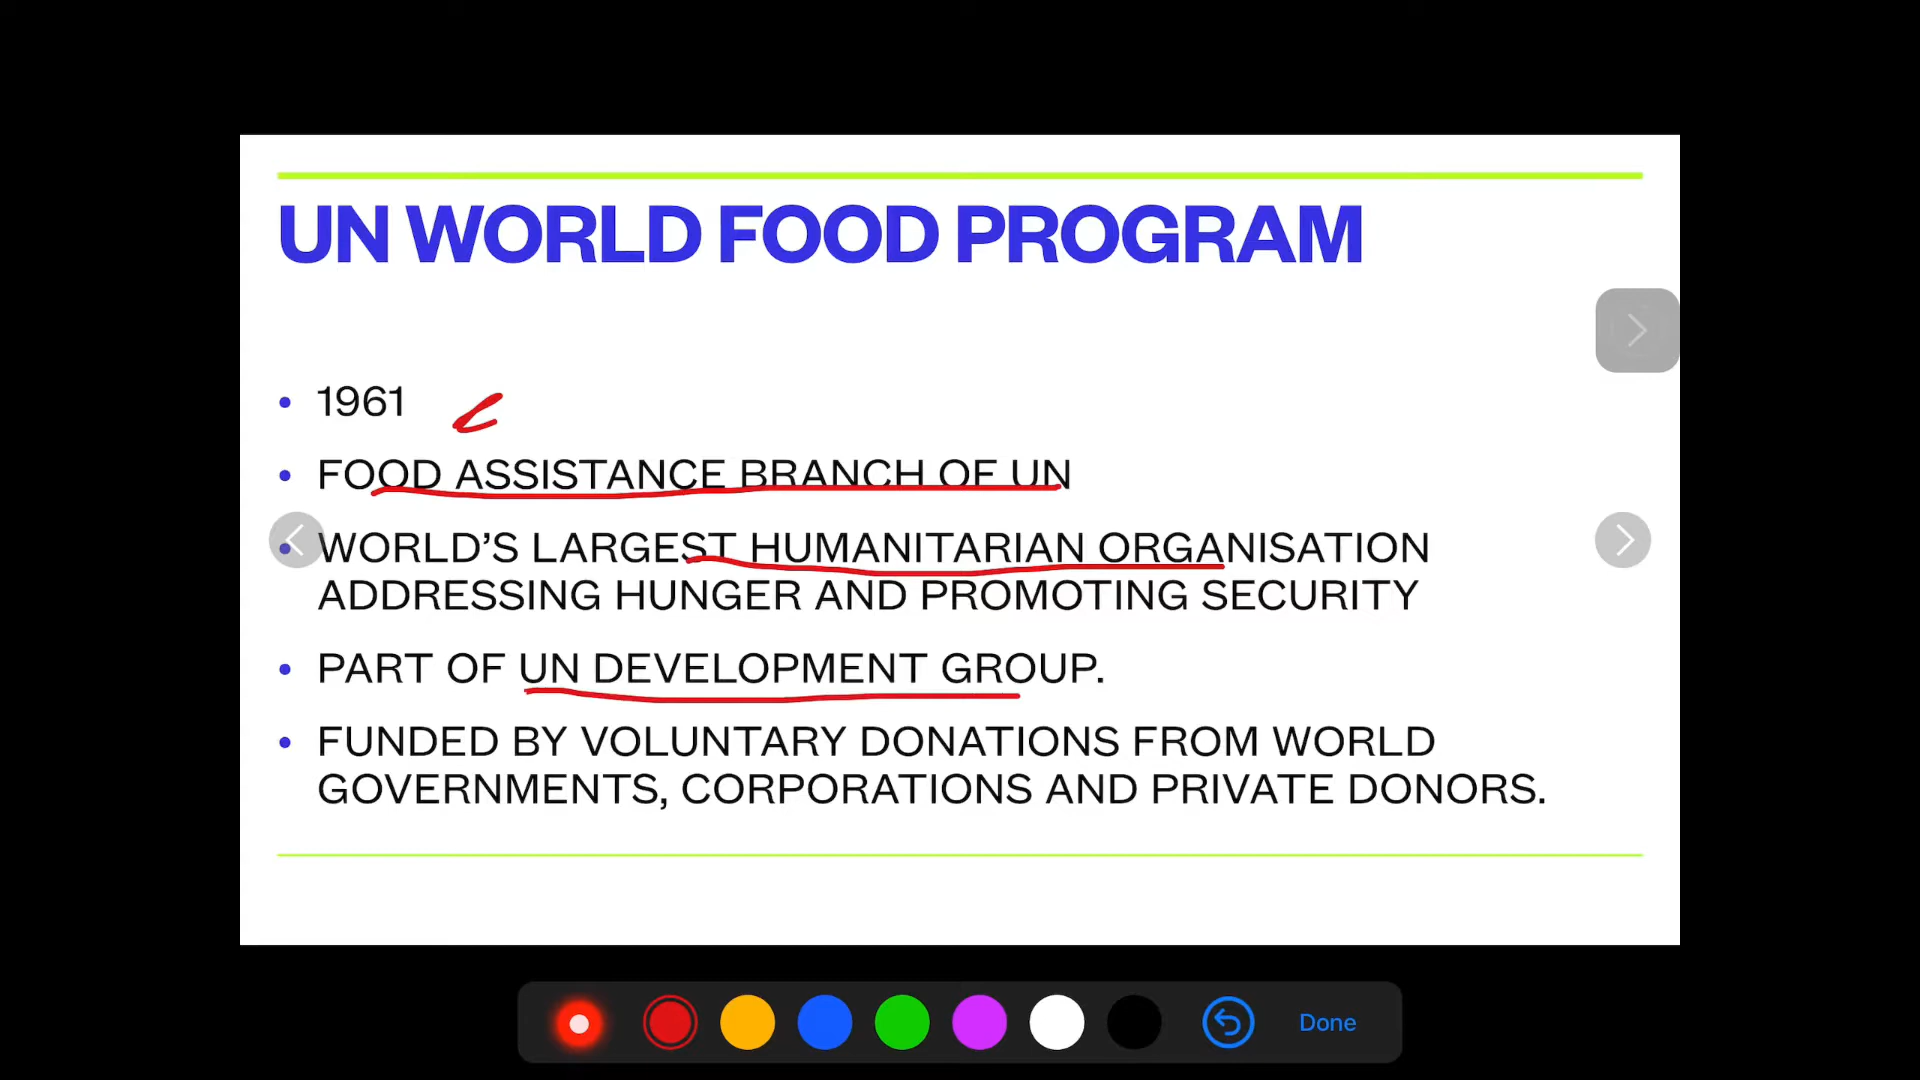 UN WORLD FOOD PROGRAM
• 1961
• FOOD ASSISTANCE BRANCH OF UN
• WORLD’S LARGEST HUMANITARIAN ORGANISATION
ADDRESSING HUNGER AND PROMOTING SECURITY
• PART OF UN DEVELOPMENT GROUP.
• FUNDED BY VOLUNTARY DONATIONS FROM WORLD
GOVERNMENTS, CORPORATIONS AND PRIVATE DONORS.
Done